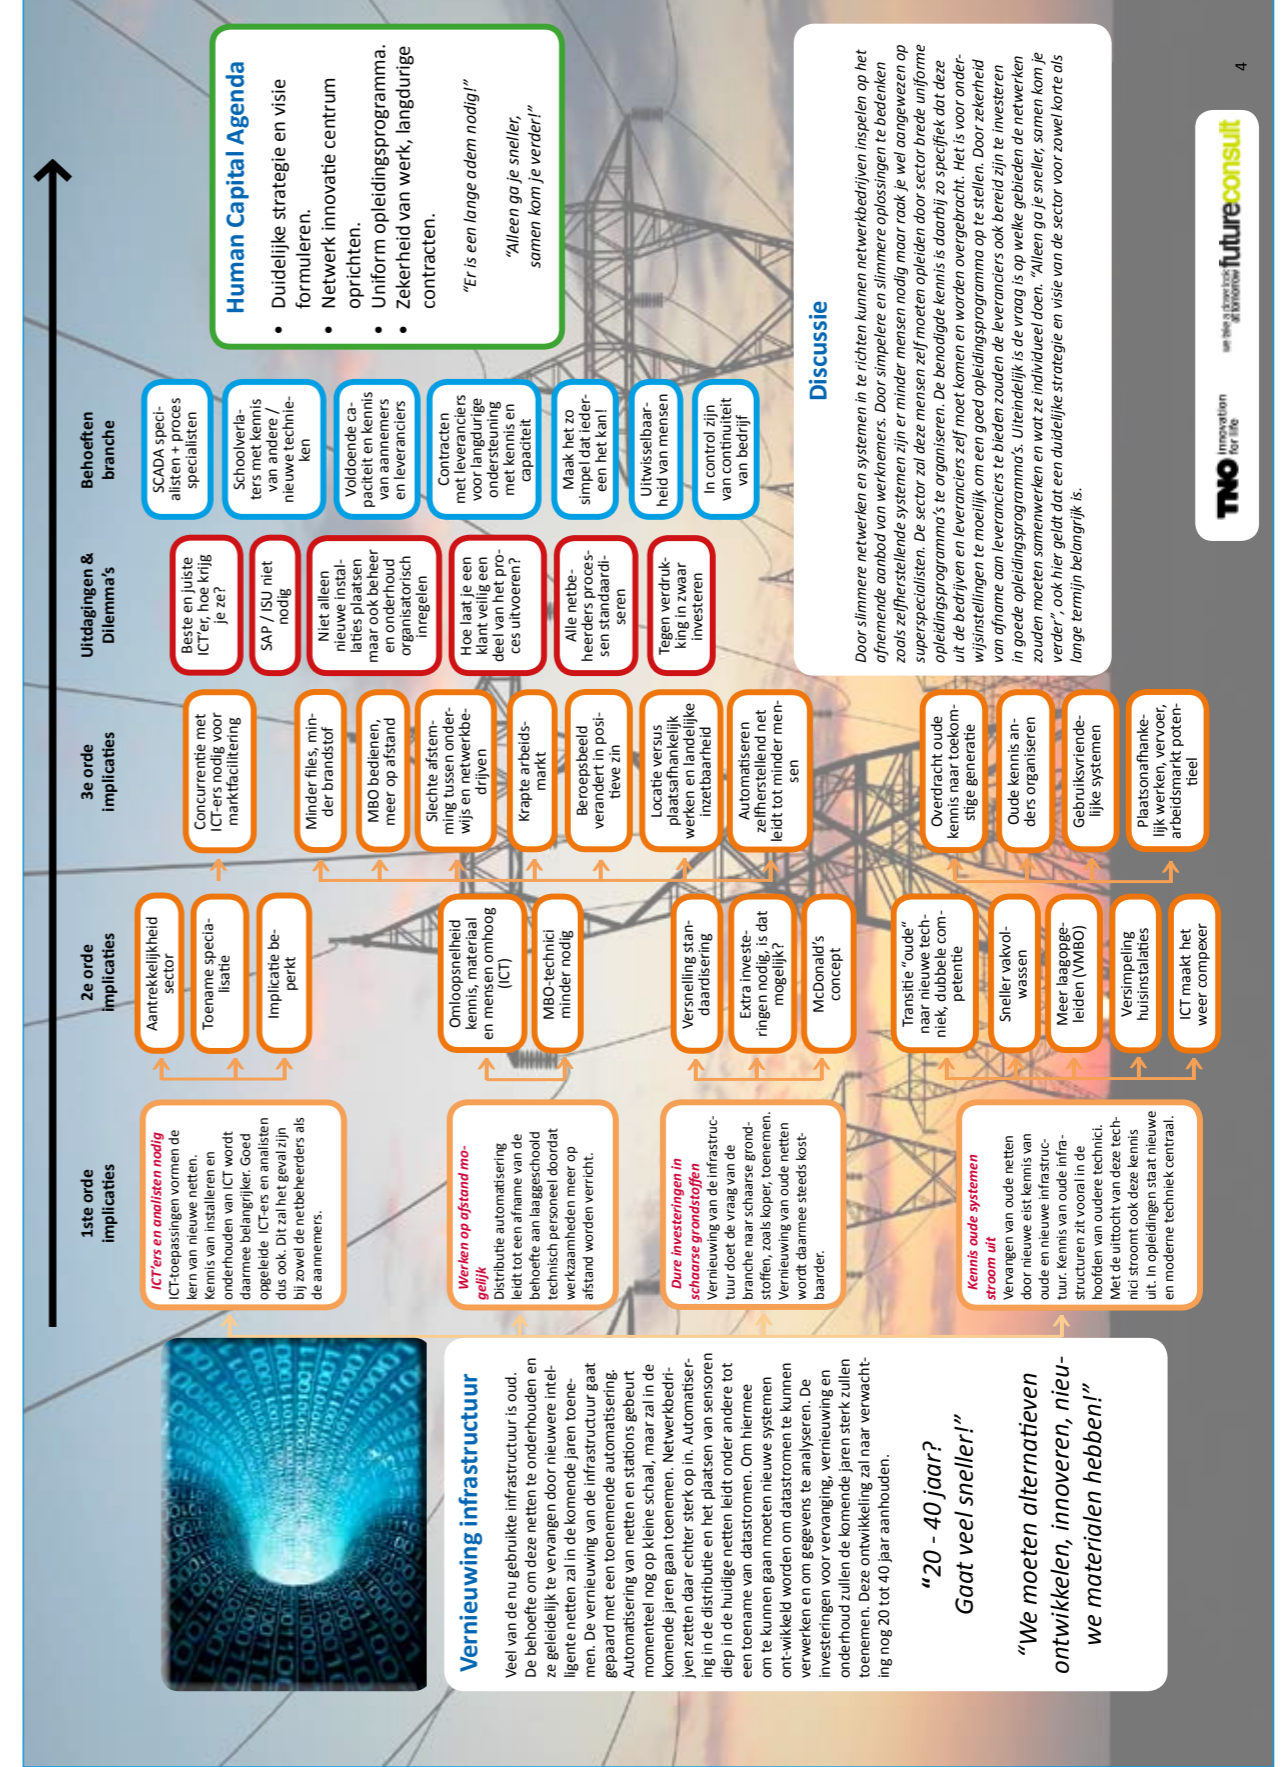 1ste orde
implicaties
2e orde
implicaties
3e orde
implicaties
Uitdagingen &
Dilemma's
Behoeften
branche
Vernieuwing infrastructuur
Veel van de nu gebruikte infrastructuur is oud.
De behoefte om deze netten te onderhouden en
ze geleidelijk te vervangen door nieuwere intel-
ligente netten zal in de komende jaren toene-
men. De vernieuwing van de infrastructuur gaat
gepaard met een toenemende automatisering.
Automatisering van netten en stations gebeurt
momenteel nog op kleine schaal, maar zal in de
komende jaren gaan toenemen. Netwerkbedri-
jven zetten daar echter sterk op in. Automatiser-
ing in de distributie en het plaatsen van sensoren
diep in de huidige netten leidt onder andere tot
een toename van datastromen. Om hiermee
om te kunnen gaan moeten nieuwe systemen
ont-wikkeld worden om datastromen te kunnen
verwerken en om gegevens te analyseren. De
investeringen voor vervanging, vernieuwing en
onderhoud zullen de komende jaren sterk zullen
toenemen. Deze ontwikkeling zal naar verwacht-
ing nog 20 tot 40 jaar aanhouden.
“20 - 40 jaar?
Gaat veel sneller!”
“We moeten alternatieven
ontwikkelen, innoveren, nieu-
we materialen hebben!”
ICT'ers en analisten nodig
ICT-toepassingen vormen de
kern van nieuwe netten.
Kennis van installeren en
onderhouden van ICT wordt
daarmee belangrijker. Goed
opgeleide ICT-ers en analisten
dus ook. Dit zal het geval zijn
bij zowel de netbeheerders als
de aannemers.
Werken op afstand mo-
gelijk
Distributie automatisering
leidt tot een afname van de
behoefte aan laaggeschoold
technisch personeel doordat
werkzaamheden meer op
afstand worden verricht.
Dure investeringen in
schaarse grondstoffen
Vernieuwing van de infrastruc-
tuur doet de vraag van de
branche naar schaarse grond-
stoffen, zoals koper, toenemen.
Vernieuwing van oude netten
wordt daarmee steeds kost-
baarder.
Kennis oude systemen
stroom uit
Vervangen van oude netten
door nieuwe eist kennis van
oude en nieuwe infrastruc-
tuur. Kennis van oude infra-
structuren zit vooral in de
hoofden van oudere technici.
Met de uittocht van deze tech-
nici stroomt ook deze kennis
uit. In opleidingen staat nieuwe
en moderne techniek centraal.
Aantrekkelijkheid
sector
Toename specia-
lisatie
Implicatie be-
perkt
Omloopsnelheid
kennis, materiaal
en mensen omhoog
(ICT)
MBO-technici
minder nodig
Versnelling stan-
daardisering
Extra investe-
ringen nodig, is dat
mogelijk?
McDonald's
concept
Transitie “oude”
naar nieuwe tech-
niek, dubbele com-
petentie
Sneller vakvol-
wassen
Meer laagopge-
leiden (VMBO)
Versimpeling
huisinstalaties
ICT maakt het
weer compexer
Concurrentie met
ICT-ers nodig voor
marktfacilitering
Minder files, min-
der brandstof
MBO bedienen,
meer op afstand
Slechte afstem-
ming tussen onder-
wijs en netwerkbe-
drijven
Krapte arbeids-
markt
Beroepsbeeld
verandert in posi-
tieve zin
Locatie versus
plaatsafhankelijk
werken en landelijke
inzetbaarheid
Automatiseren
zelfherstellend net
leidt tot minder men-
sen
Overdracht oude
kennis naar toekom-
stige generatie
Oude kennis an-
ders organiseren
Gebruiksvriende-
lijke systemen
Plaatsonafhanke-
lijk werken, vervoer,
arbeidsmarkt poten-
tieel
Beste en juiste
ICT'er, hoe krijg
je ze?
SAP / ISU niet
nodig
Niet alleen
nieuwe instal-
laties plaatsen
maar ook beheer
en onderhoud
organisatorisch
inregelen
Hoe laat je een
klant veilig een
deel van het pro-
ces uitvoeren?
Alle netbe-
heerders proces-
sen standaardi-
seren
Tegen verdruk-
king in zwaar
investeren
SCADA speci-
alisten + proces
specialisten
Schoolverla-
ters met kennis
van andere /
nieuwe technie-
ken
Voldoende ca-
paciteit en kennis
van aannemers
en leveranciers
Contracten
met leveranciers
voor langdurige
ondersteuning
met kennis en
capaciteit
Maak het zo
simpel dat ieder-
een het kan!
Uitwisselbaar-
heid van mensen
In control zijn
van continuïteit
van bedrijf
Human Capital Agenda
• Duidelijke strategie en visie
formuleren.
• Netwerk innovatie centrum
oprichten.
• Uniform opleidingsprogramma.
• Zekerheid van werk, langdurige
contracten.
“Er is een lange adem nodig!”
“Alleen ga je sneller,
samen kom je verder!”
Discussie
Door slimmere netwerken en systemen in te richten kunnen netwerkbedrijven inspelen op het
afnemende aanbod van werknemers. Door simpelere en slimmere oplossingen te bedenken
zoals zelfherstellende systemen zijn er minder mensen nodig maar raak je wel aangewezen op
superspecialisten. De sector zal deze mensen zelf moeten opleiden door sector brede uniforme
opleidingsprogramma's te organiseren. De benodigde kennis is daarbij zo specifiek dat deze
uit de bedrijven en leveranciers zelf moet komen en worden overgebracht. Het is voor onder-
wijsinstellingen te moeilijk om een goed opleidingsprogramma op te stellen. Door zekerheid
van afname aan leveranciers te bieden zouden de leveranciers ook bereid zijn te investeren
in goede opleidingsprogramma's. Uiteindelijk is de vraag is op welke gebieden de netwerken
zouden moeten samenwerken en wat ze individueel doen. “Alleen ga je sneller, samen kom je
verder”, ook hier geldt dat een duidelijke strategie en visie van de sector voor zowel korte als
lange termijn belangrijk is.
TNO innovation
for life
we take a closer look
at tomorrow
futureconsult
4